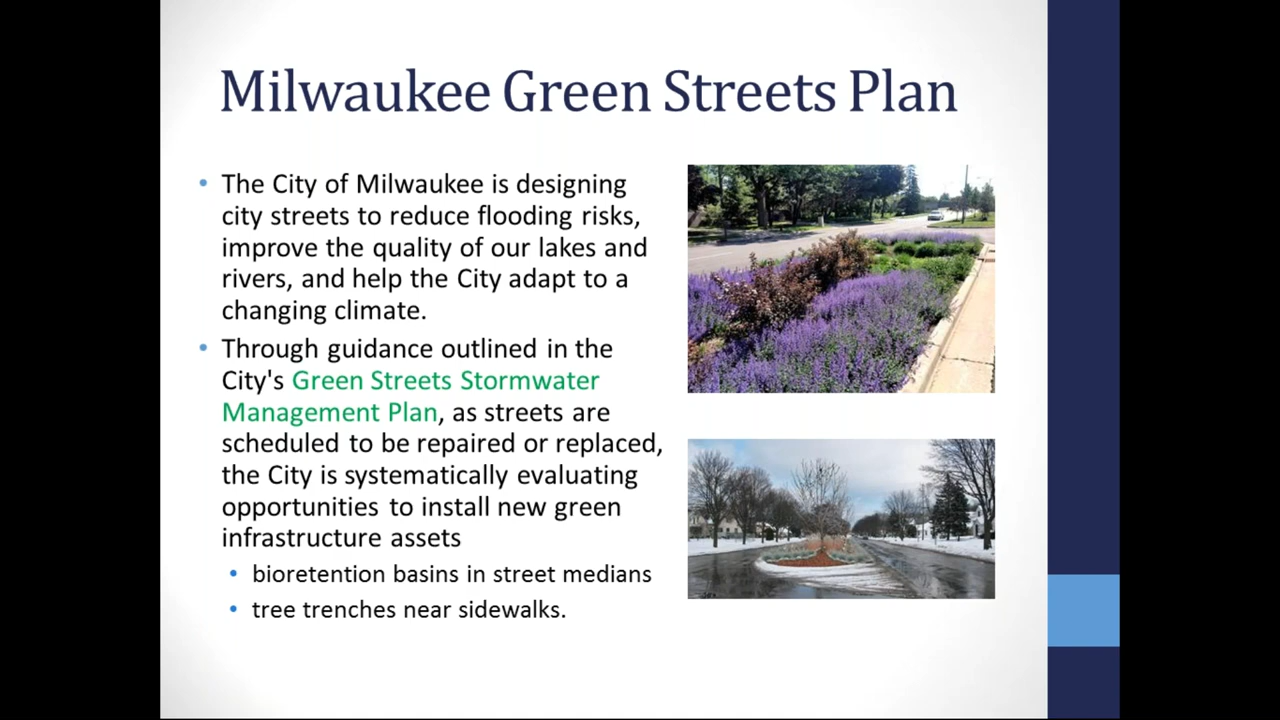 Milwaukee Green Streets Plan
• The City of Milwaukee is designing
city streets to reduce flooding risks,
improve the quality of our lakes and
rivers, and help the City adapt to a
changing climate.
• Through guidance outlined in the
City's Green Streets Stormwater
Management Plan, as streets are
scheduled to be repaired or replaced,
the City is systematically evaluating
opportunities to install new green
infrastructure assets
• bioretention basins in street medians
• tree trenches near sidewalks.